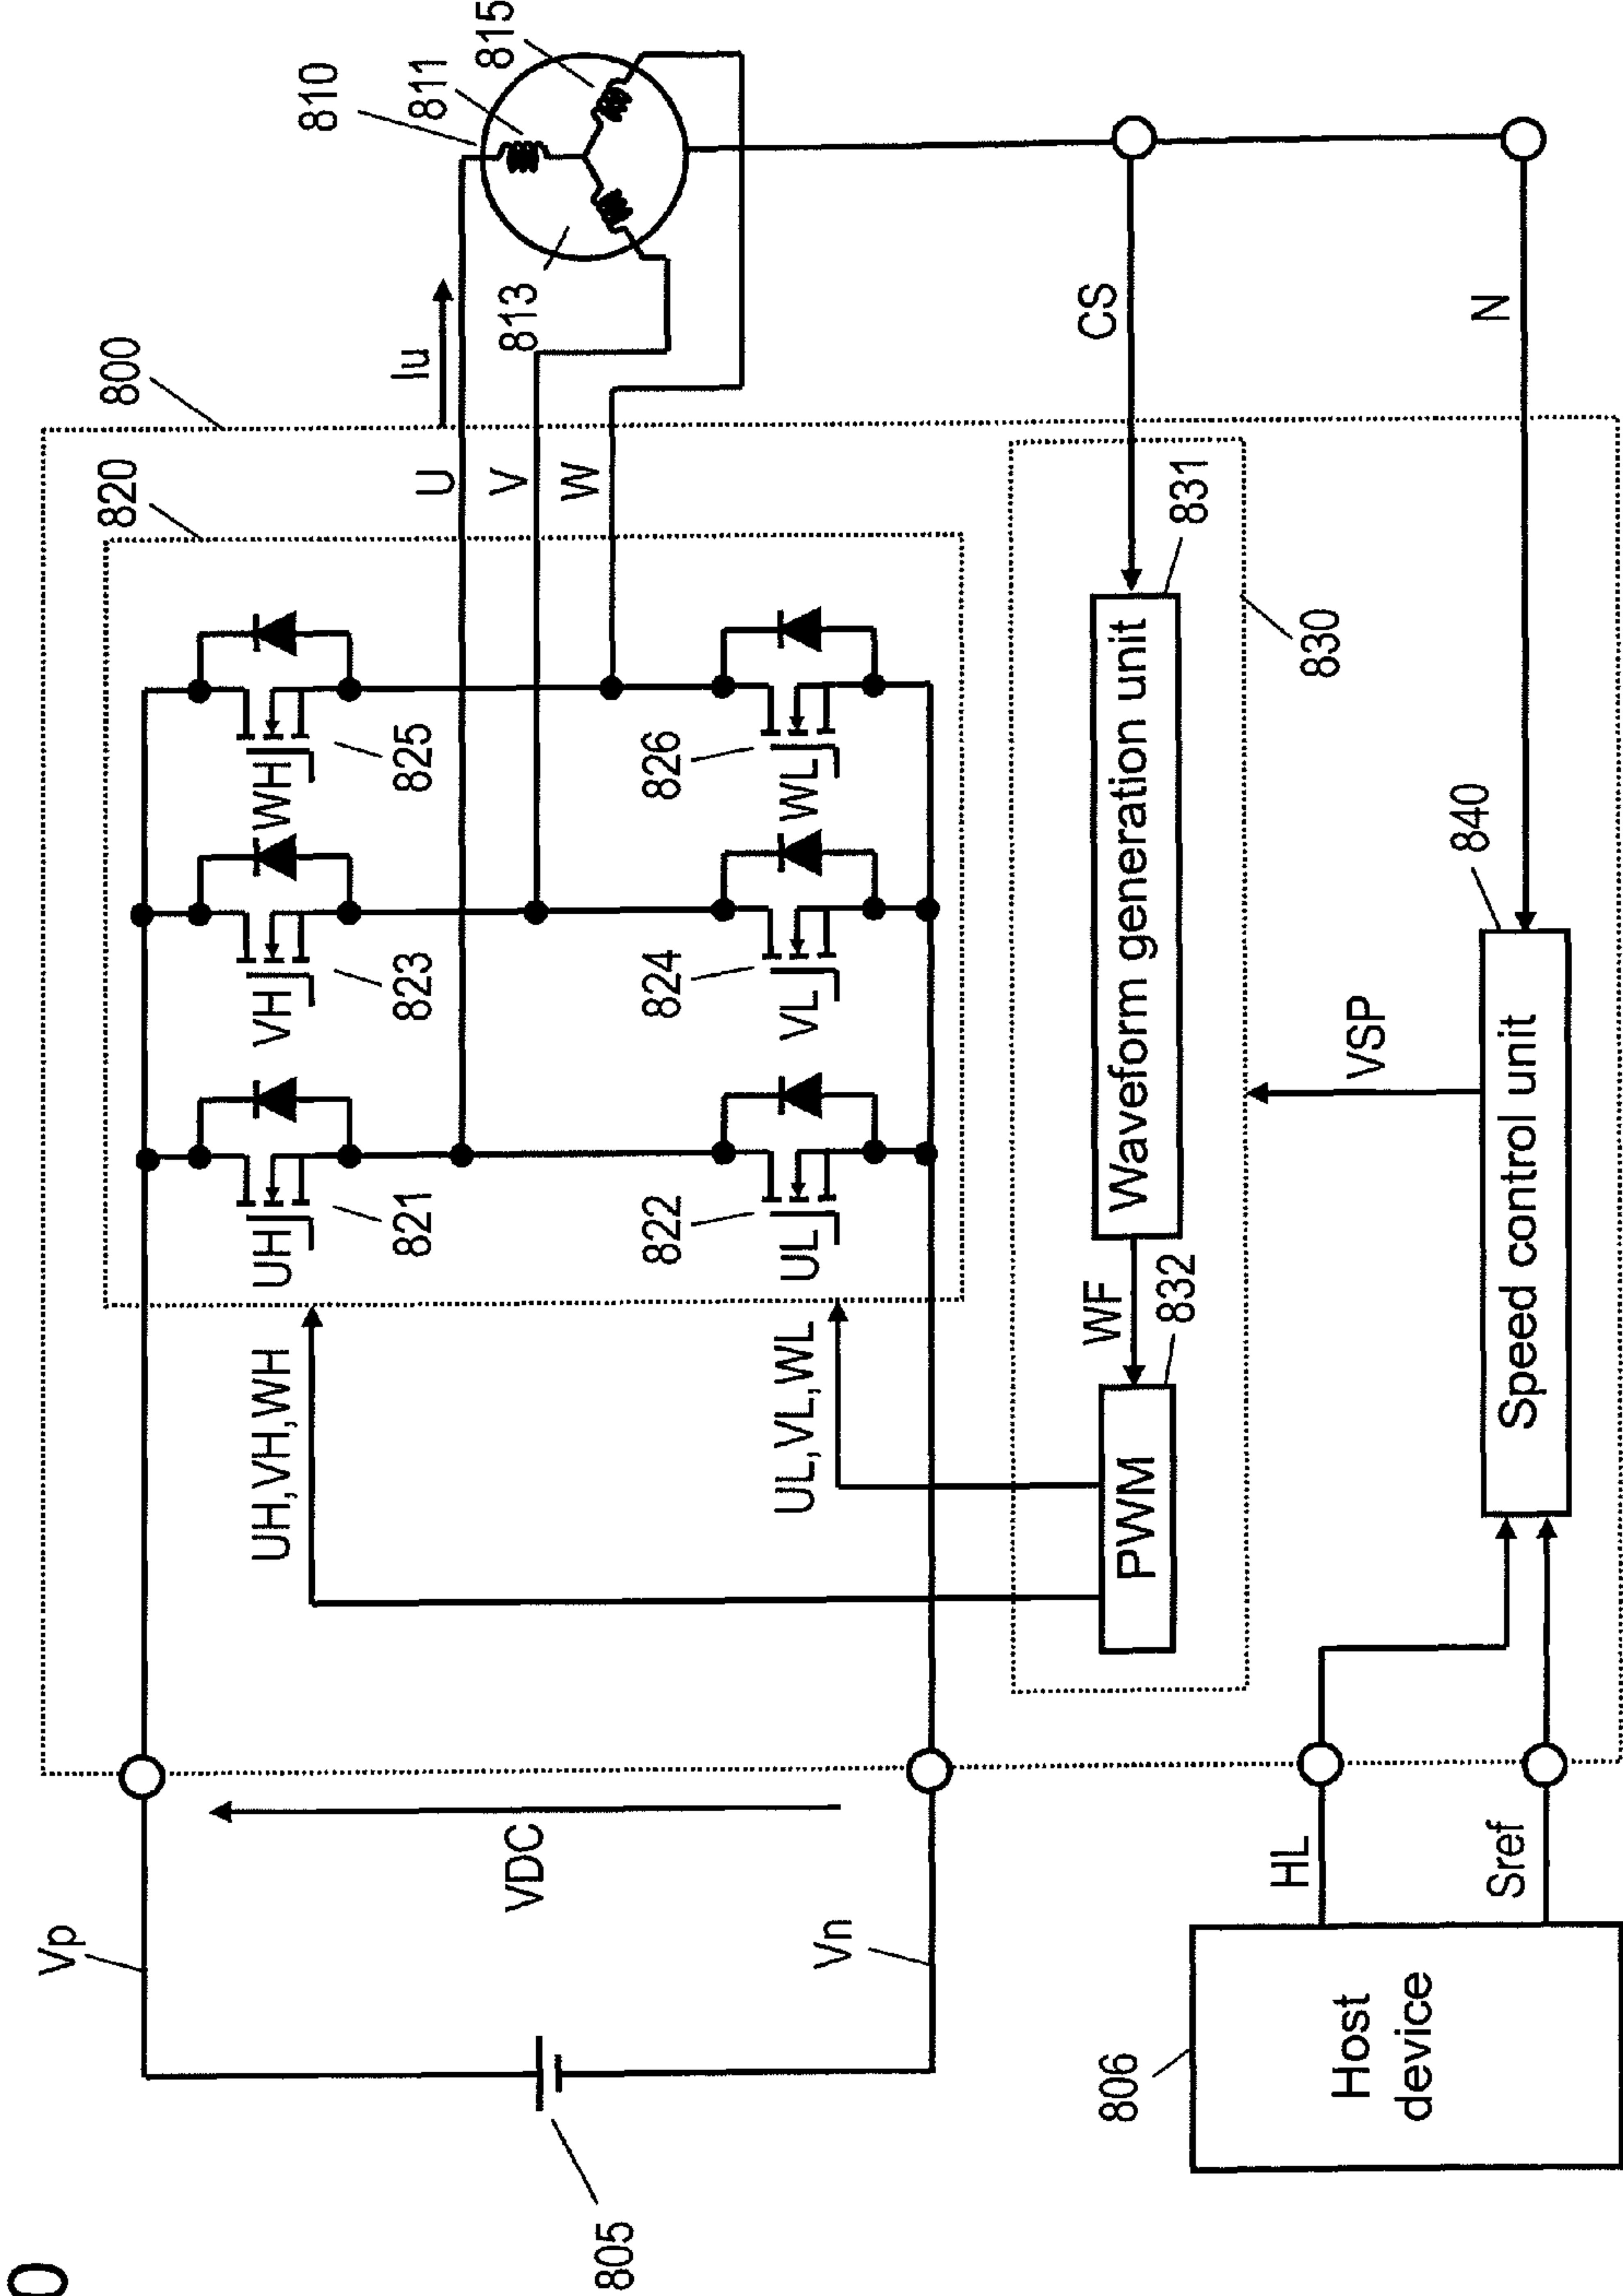 0
805
Vp
VDC
Vn
806
Host
device
HL
Sref
800
820
UH,VH,WH
UL,VL,WL
UH
821
VH
823
WH
825
UL
822
VL
824
WL
826
U
V
W
Iu
810
811
813
815
830
PWM
832
WF
Waveform generation unit
831
CS
VSP
Speed control unit
840
N